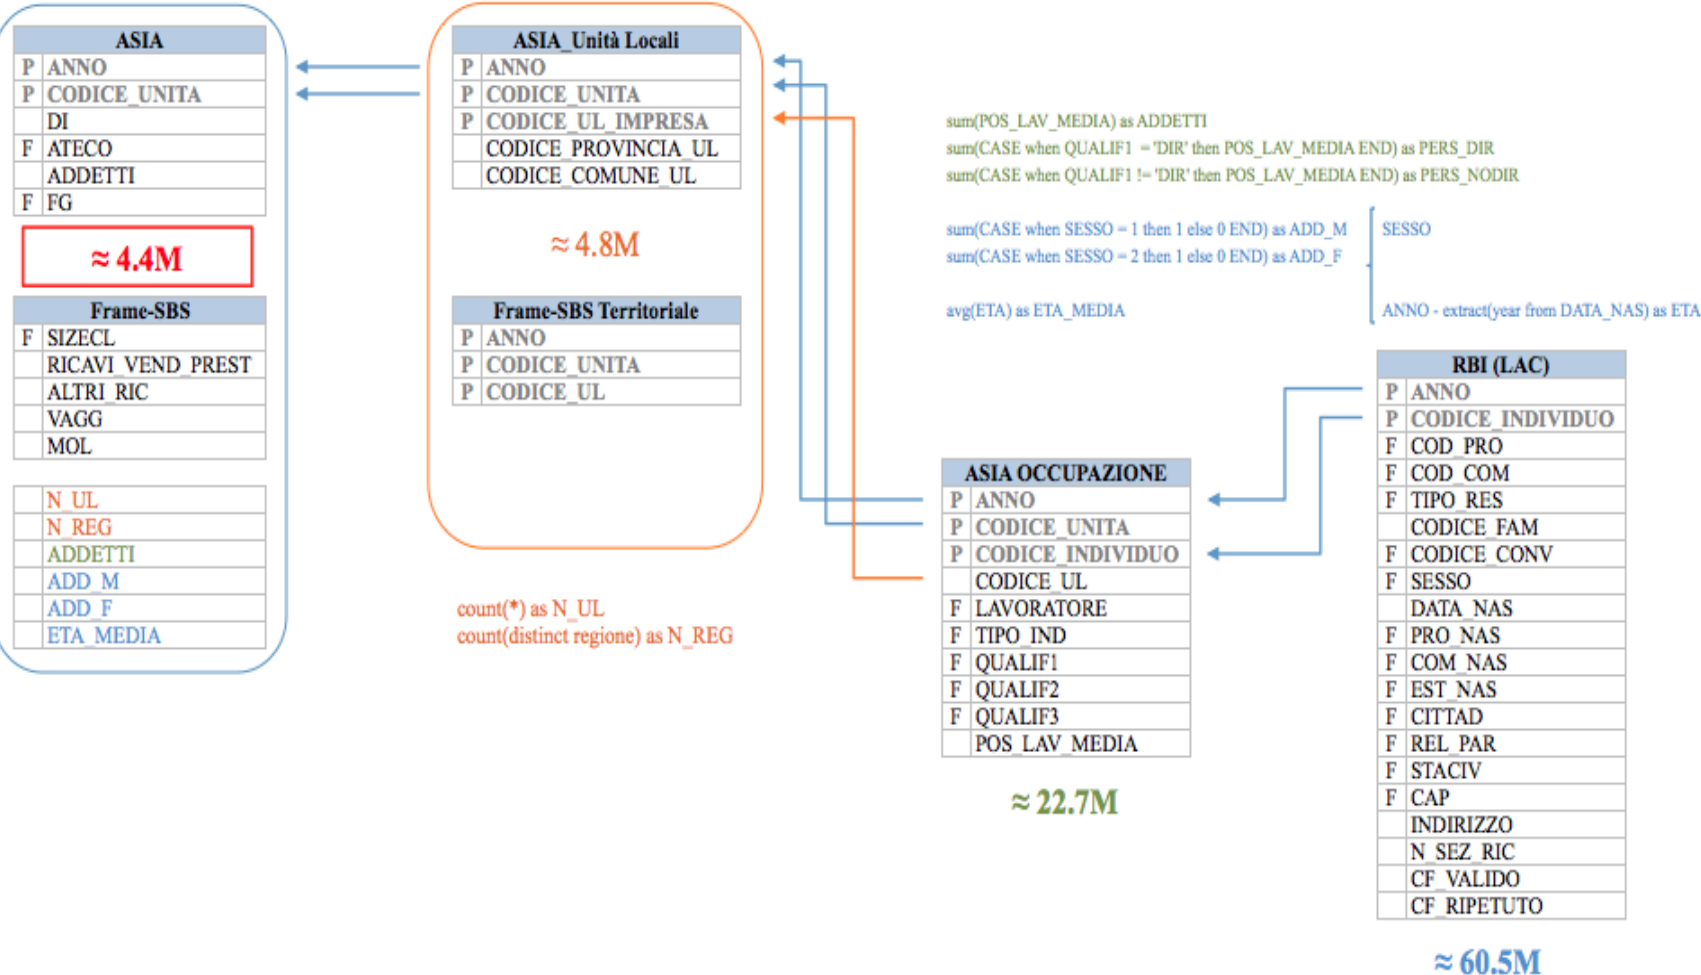 ASIA
P ANNO
P CODICE_UNITA
DI
F ATECO
ADDETTI
F FG
≈ 4.4M
Frame-SBS
F SIZECL
RICAVI_VEND_PREST
ALTRI_RIC
VAGG
MOL
N_UL
N_REG
ADDETTI
ADD_M
ADD_F
ETA_MEDIA
ASIA_Unità Locali
P ANNO
P CODICE_UNITA
P CODICE_UL_IMPRESA
CODICE_PROVINCIA_UL
CODICE_COMUNE_UL
≈ 4.8M
Frame-SBS Territoriale
P ANNO
P CODICE_UNITA
P CODICE_UL
count(*) as N_UL
count(distinct regione) as N_REG
sum(POS_LAV_MEDIA) as ADDETTI
sum(CASE when QUALIF1 = 'DIR' then POS_LAV_MEDIA END) as PERS_DIR
sum(CASE when QUALIF1 != 'DIR' then POS_LAV_MEDIA END) as PERS_NODIR
sum(CASE when SESSO = 1 then 1 else 0 END) as ADD_M
sum(CASE when SESSO = 2 then 1 else 0 END) as ADD_F
avg(ETA) as ETA_MEDIA
SESSO
ANNO - extract(year from DATA_NAS) as ETA
ASIA OCCUPAZIONE
P ANNO
P CODICE_UNITA
P CODICE_INDIVIDUO
CODICE_UL
F LAVORATORE
F TIPO_IND
F QUALIF1
F QUALIF2
F QUALIF3
POS_LAV_MEDIA
≈ 22.7M
RBI (LAC)
P ANNO
P CODICE_INDIVIDUO
F COD_PRO
F COD_COM
F TIPO_RES
CODICE_FAM
F CODICE_CONV
F SESSO
DATA_NAS
F PRO_NAS
F COM_NAS
F EST_NAS
F CITTAD
F REL_PAR
F STACIV
F CAP
INDIRIZZO
N_SEZ_RIC
CF_VALIDO
CF_RIPETUTO
≈ 60.5M